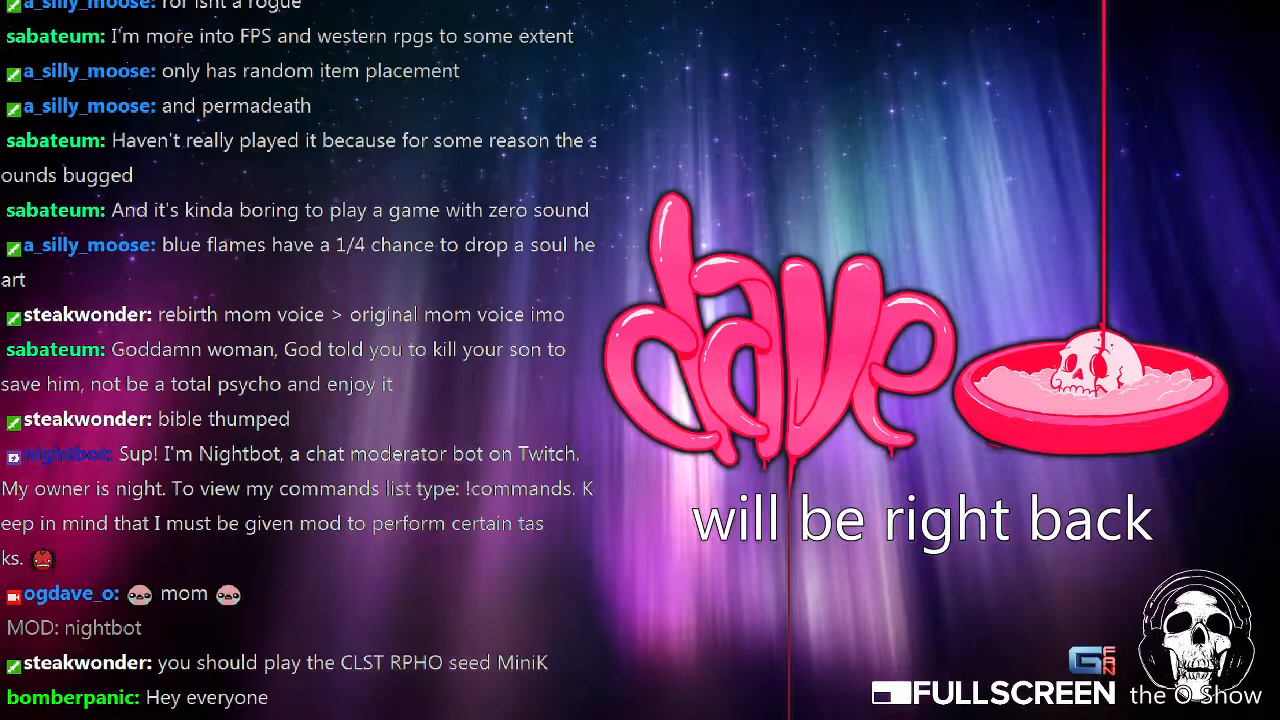 a_silly_moose: ror isnt a rogue
sabateum: I'm more into FPS and western rpgs to some extent
a_silly_moose: only has random item placement
a_silly_moose: and permadeath
sabateum: Haven't really played it because for some reason the s
ounds bugged
sabateum: And it's kinda boring to play a game with zero sound
a_silly_moose: blue flames have a 1/4 chance to drop a soul he
art
steakwonder: rebirth mom voice > original mom voice imo
sabateum: Goddamn woman, God told you to kill your son to
save him, not be a total psycho and enjoy it
steakwonder: bible thumped
nightbot: Sup! I'm Nightbot, a chat moderator bot on Twitch.
My owner is night. To view my commands list type: !commands. K
eep in mind that I must be given mod to perform certain tas
ks.
ogdave_o: mom
MOD: nightbot
steakwonder: you should play the CLST RPHO seed MiniK
bomberpanic: Hey everyone
dave
will be right back
G FAN
FULLSCREEN
the O Show